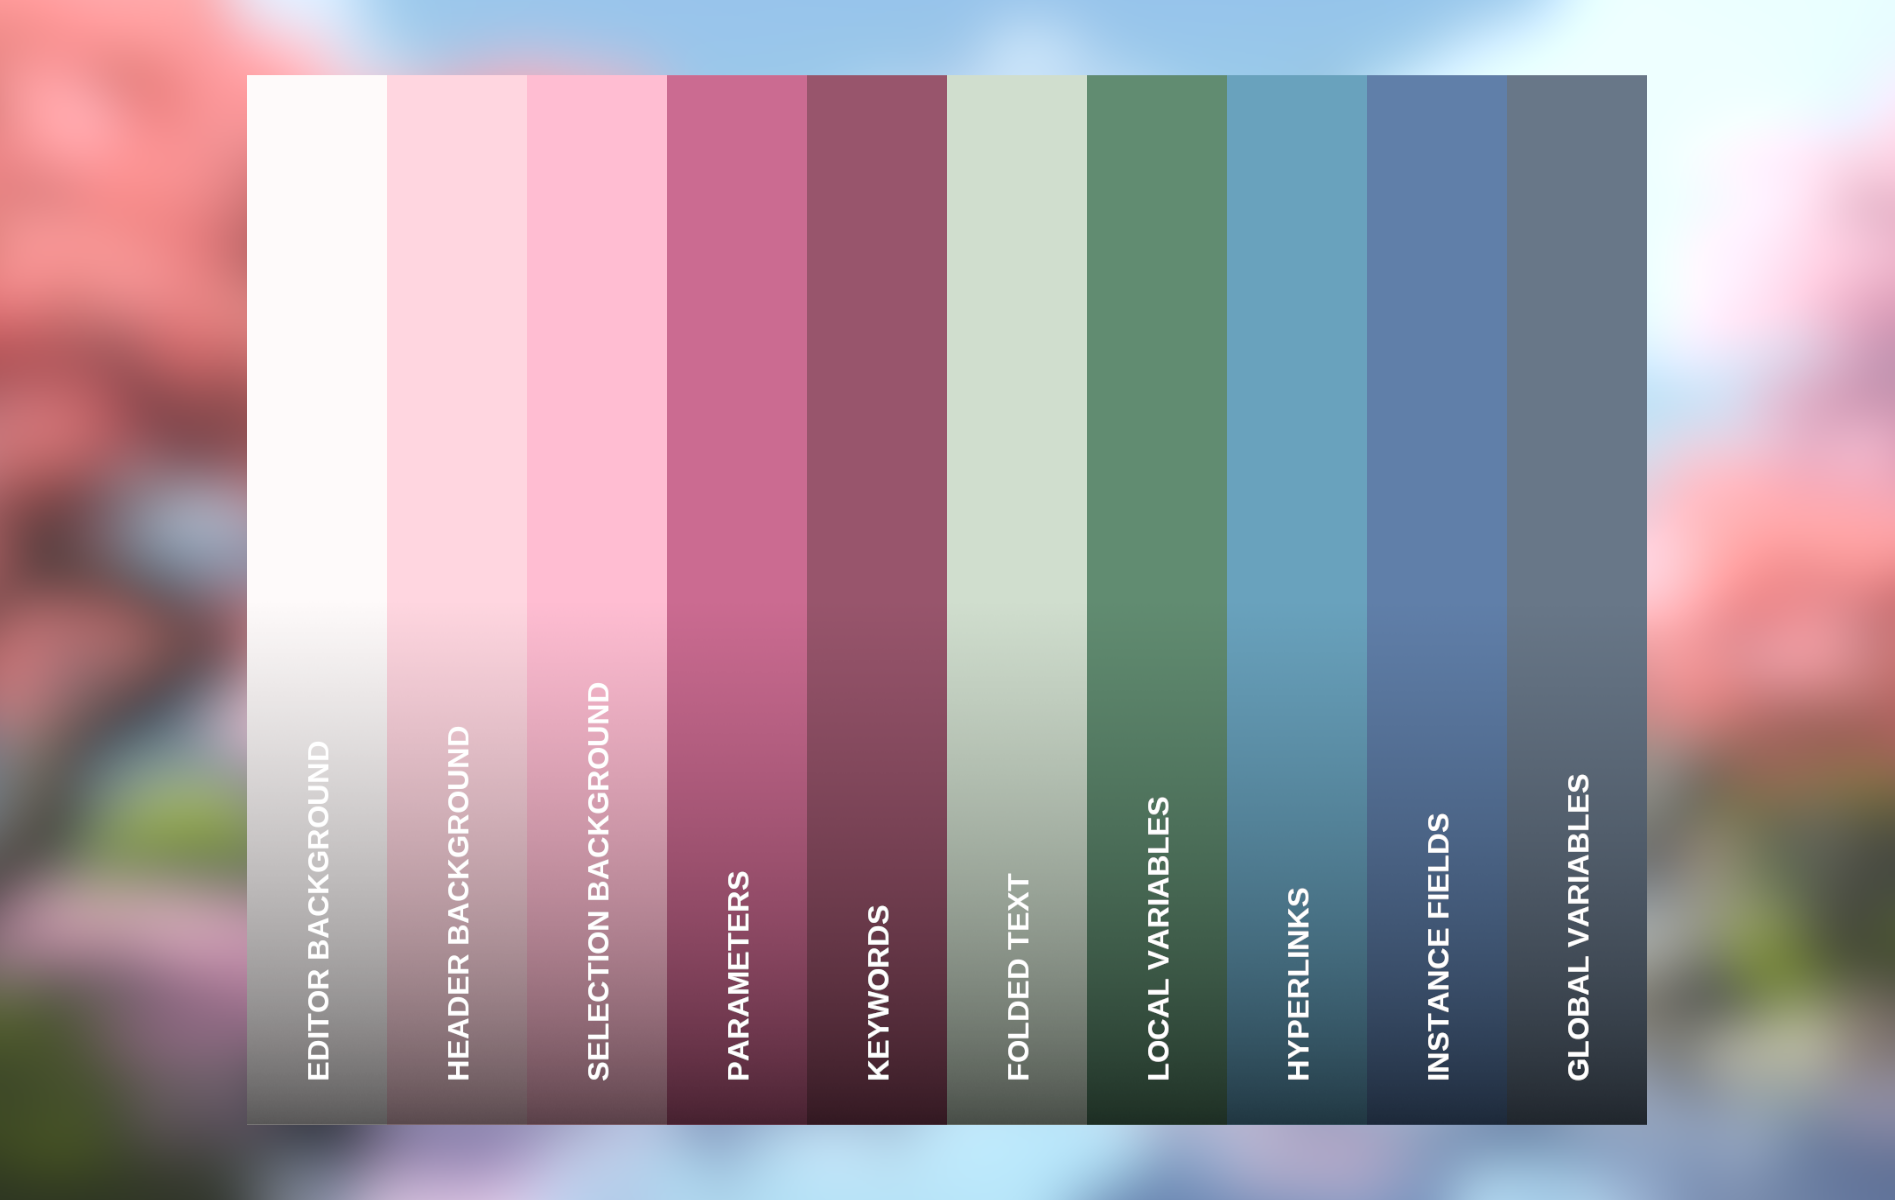 EDITOR BACKGROUND
HEADER BACKGROUND
SELECTION BACKGROUND
PARAMETERS
KEYWORDS
FOLDED TEXT
LOCAL VARIABLES
HYPERLINKS
INSTANCE FIELDS
GLOBAL VARIABLES